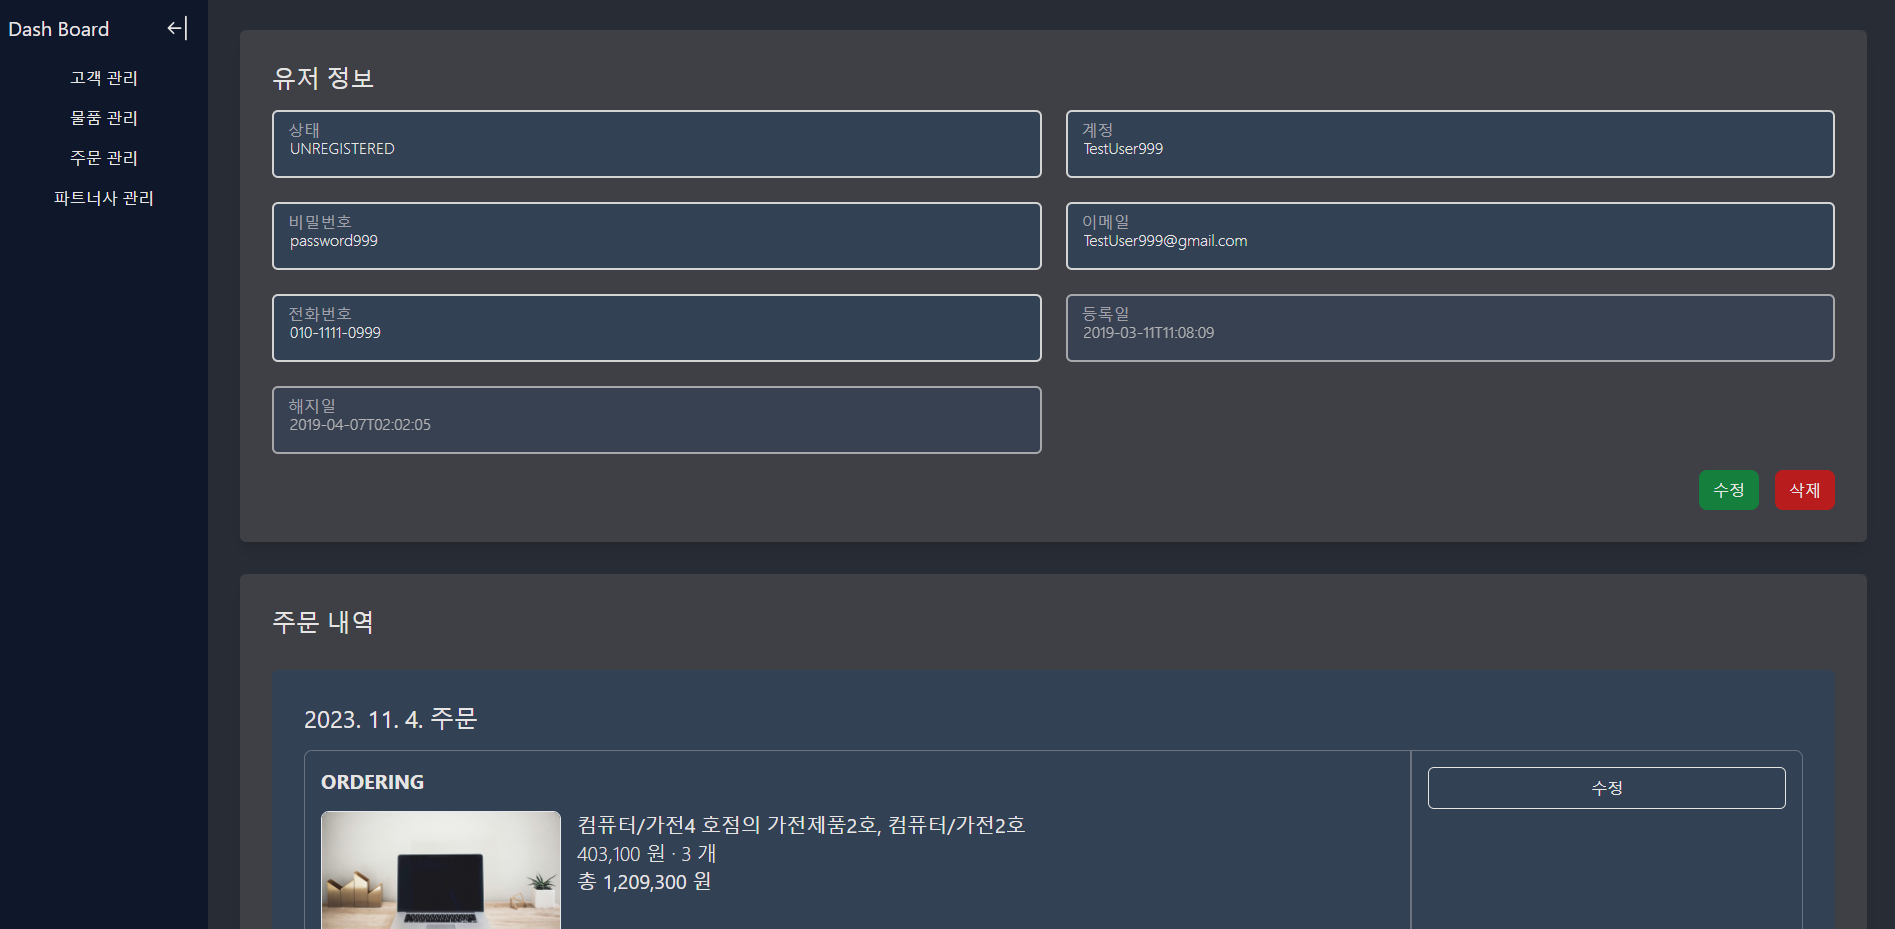 Dash Board
고객 관리
물품 관리
주문 관리
파트너사 관리
유저 정보
상태
UNREGISTERED
계정
TestUser999
비밀번호
password999
이메일
TestUser999@gmail.com
전화번호
010-1111-0999
등록일
2019-03-11T11:08:09
해지일
2019-04-07T02:02:05
수정
삭제
주문 내역
2023. 11. 4. 주문
ORDERING
컴퓨터/가전4 호점의 가전제품2호, 컴퓨터/가전2호
403,100 원 · 3 개
총 1,209,300 원
수정